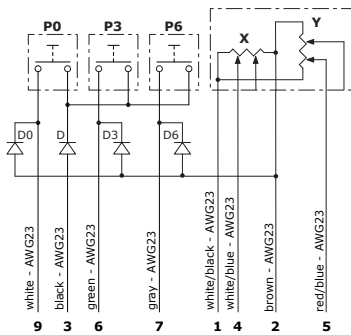 P0 P3 P6 Y
X
D0 D D3 D6
white - AWG23
black - AWG23
green - AWG23
gray - AWG23
white/black - AWG23
white/blue - AWG23
brown - AWG23
red/blue - AWG23
9 3 6 7 1 4 2 5